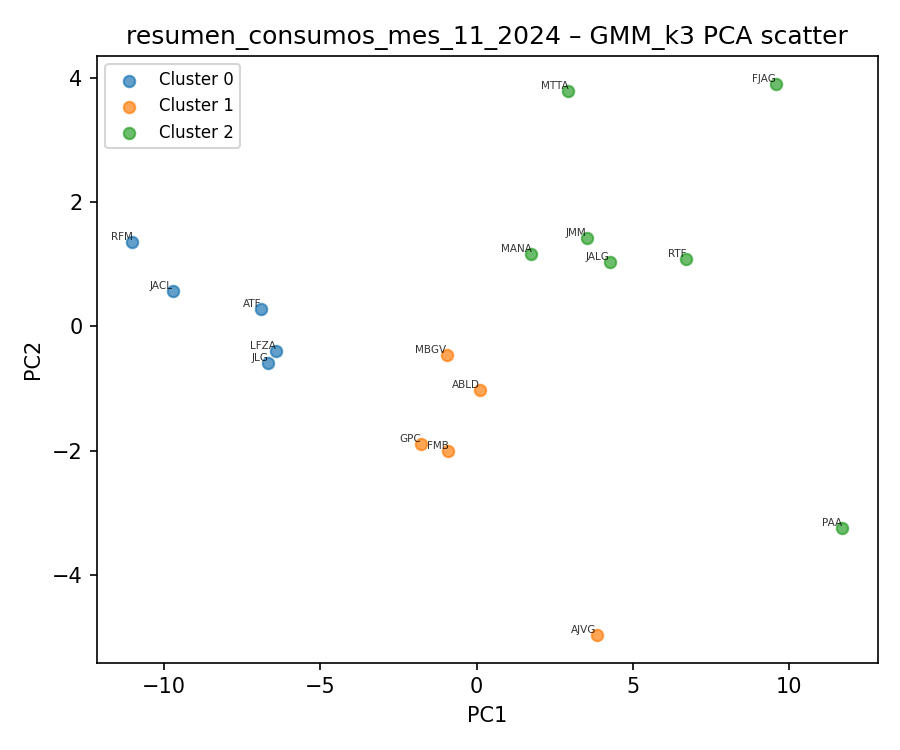 resumen_consumos_mes_11_2024 – GMM_k3 PCA scatter
Cluster 0
Cluster 1
Cluster 2
4
2
0
−2
−4
PC2
MTTA
FJAG
RFM
JMM
MANA
JALG
RTF
JACL
ATF
LFZA
JLG
MBGV
ABLD
GPC
FMB
PAA
AJVG
−10
−5
0
5
10
PC1